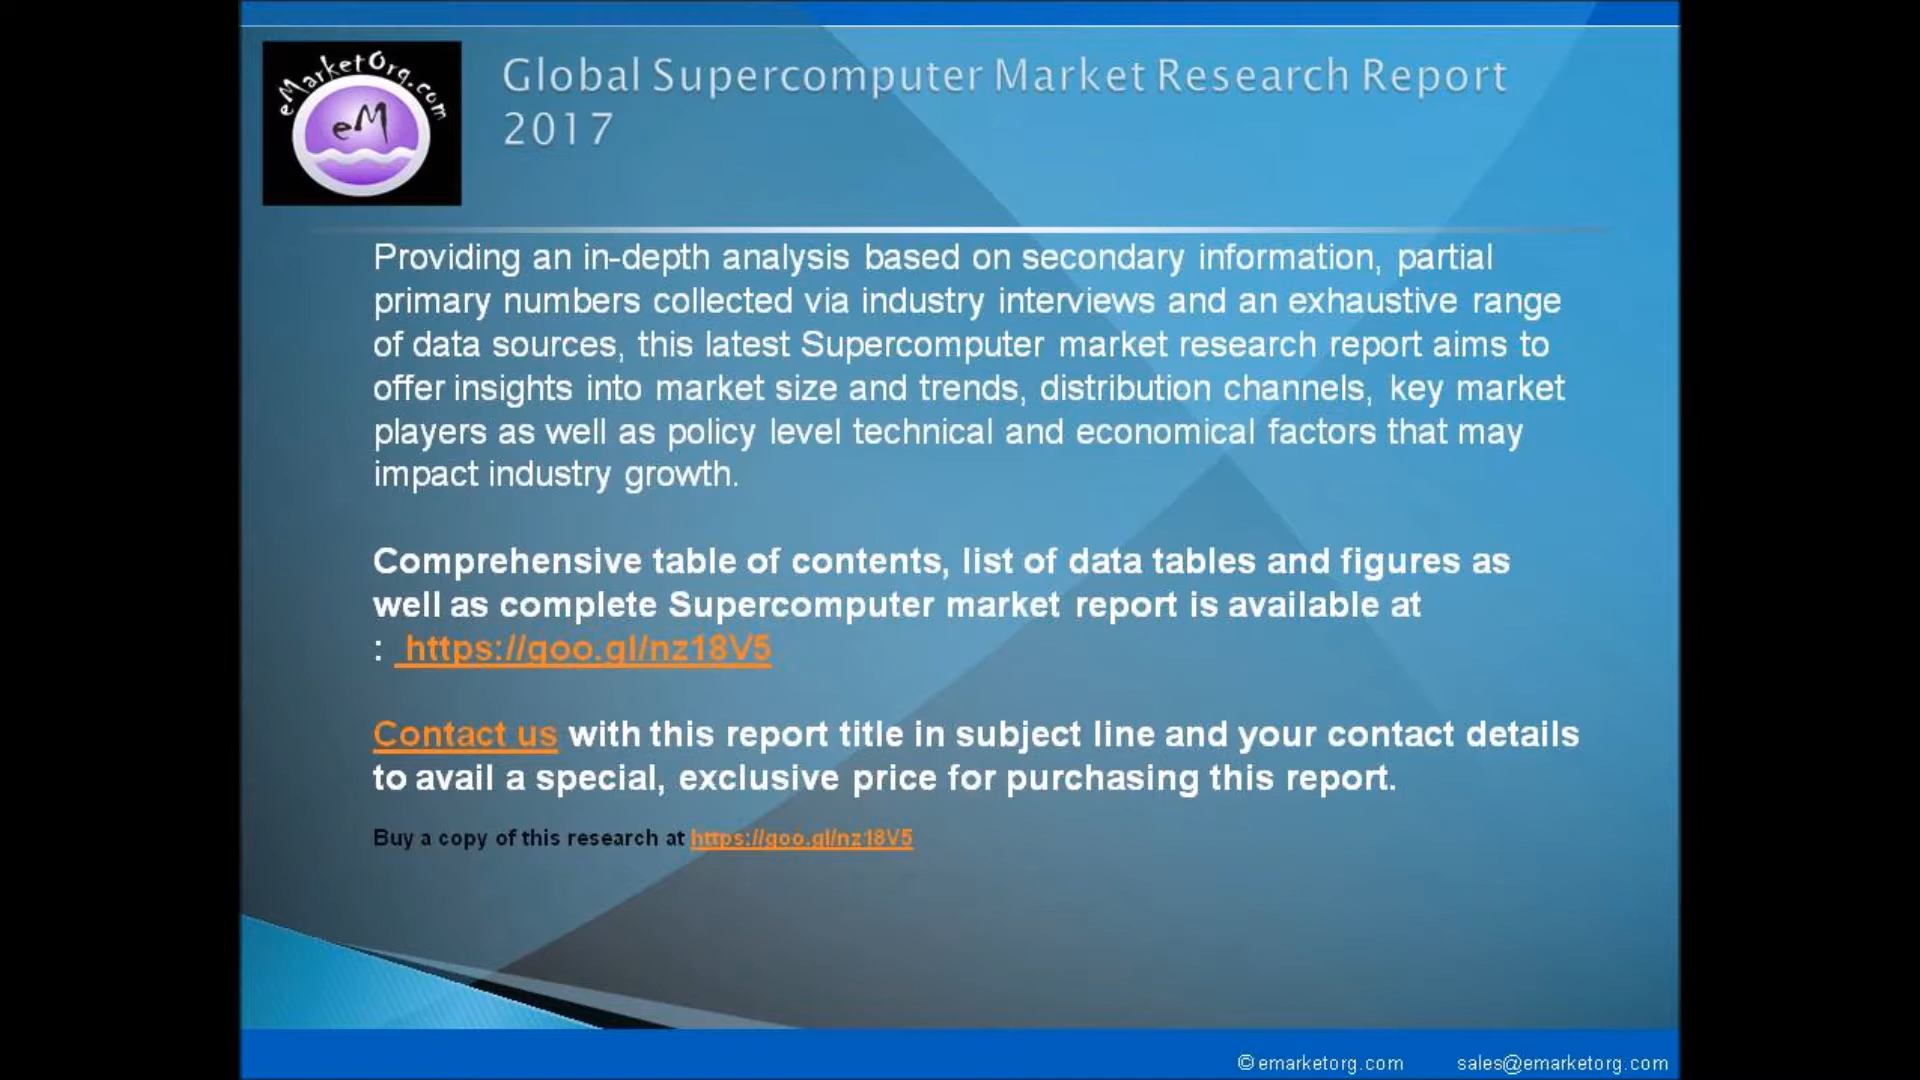 eMarketOrg.com
eM
Global Supercomputer Market Research Report
2017
Providing an in-depth analysis based on secondary information, partial
primary numbers collected via industry interviews and an exhaustive range
of data sources, this latest Supercomputer market research report aims to
offer insights into market size and trends, distribution channels, key market
players as well as policy level technical and economical factors that may
impact industry growth.
Comprehensive table of contents, list of data tables and figures as
well as complete Supercomputer market report is available at
: https://goo.gl/nz18V5
Contact us with this report title in subject line and your contact details
to avail a special, exclusive price for purchasing this report.
Buy a copy of this research at https://goo.gl/nz18V5
© emarketorg.com sales@emarketorg.com